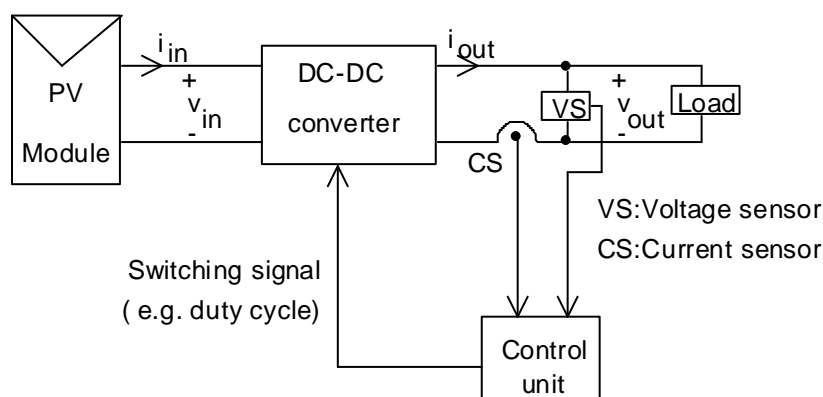 PV
Module
i in
+
v in
-
DC-DC
converter
i out
VS
+
v out
-
Load
CS
VS:Voltage sensor
CS:Current sensor
Switching signal
( e.g. duty cycle)
Control
unit